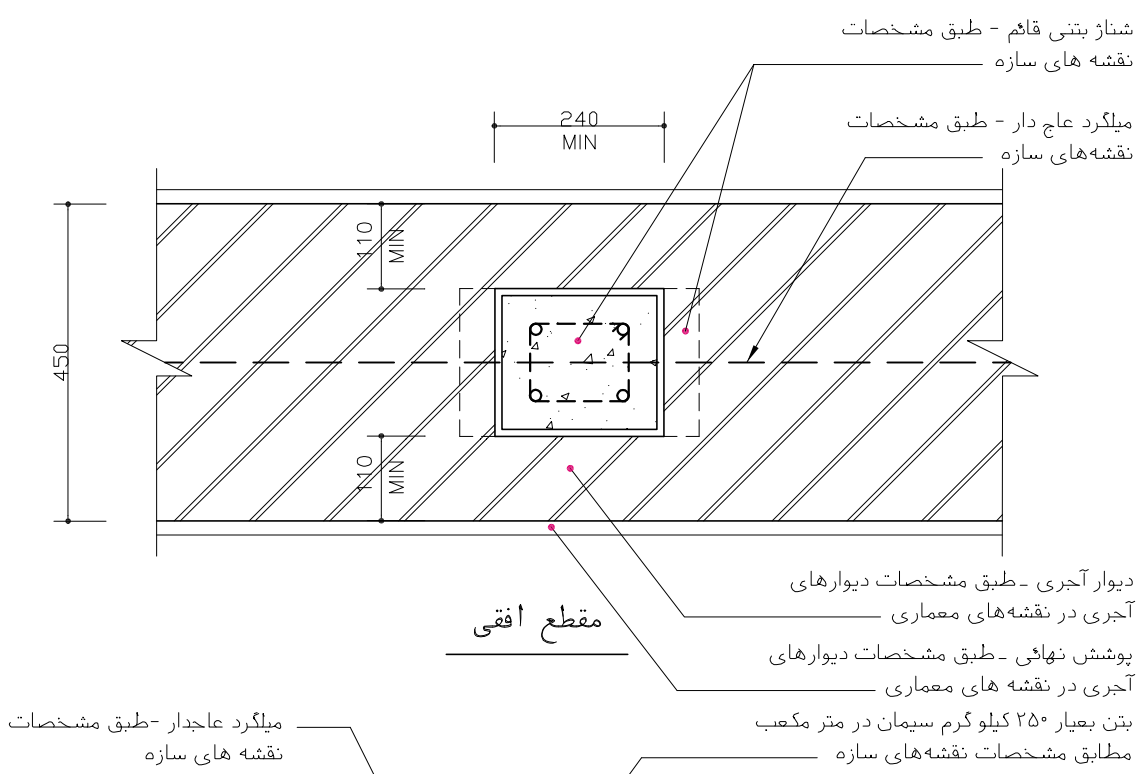 شناژ بتنی قائم - طبق مشخصات
نقشه های سازه
240
MIN
میلگرد عاج دار - طبق مشخصات
نقشه‌های سازه
110
MIN
450
110
MIN
دیوار آجری - طبق مشخصات دیوارهای
آجری در نقشه‌های معماری
مقطع افقی
پوشش نهائی - طبق مشخصات دیوارهای
آجری در نقشه های معماری
میلگرد عاجدار - طبق مشخصات
نقشه های سازه
بتن بعیار ۲۵۰ کیلو گرم سیمان در متر مکعب
مطابق مشخصات نقشه‌های سازه